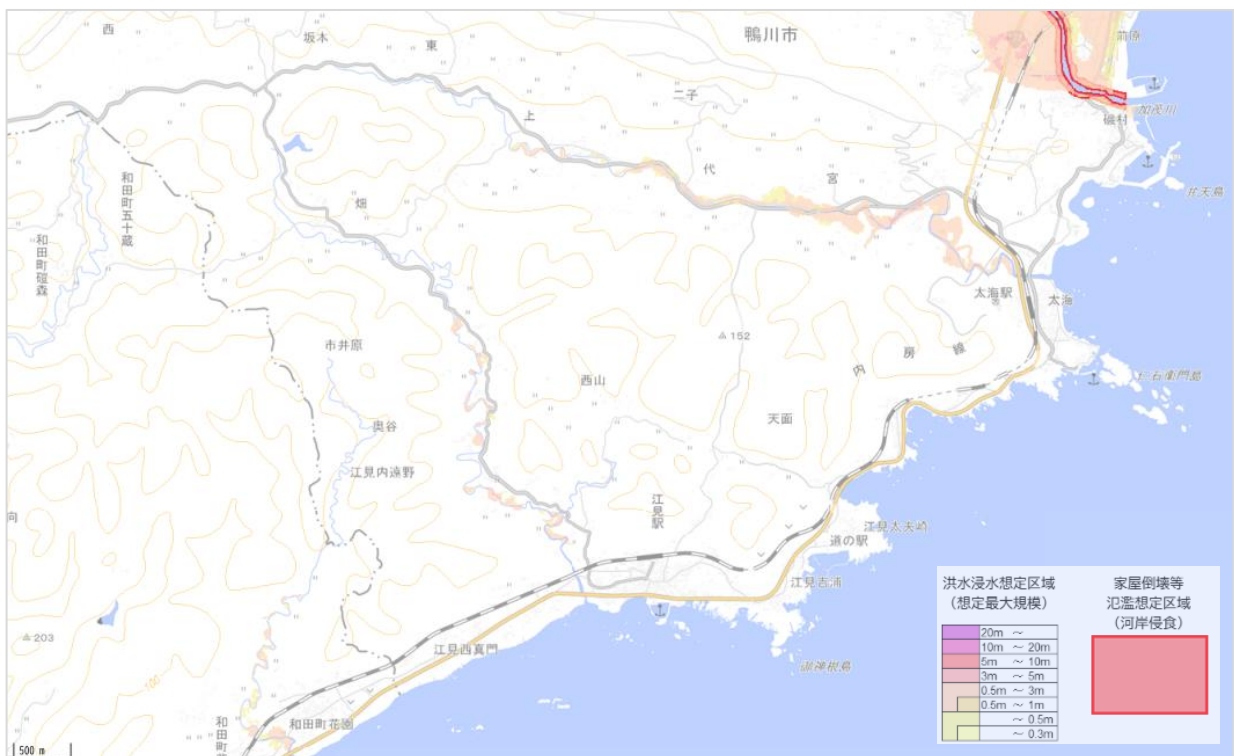 西
坂本
東
鴨川市
前原
加茂川
磯村
弁天島
二子
上
代
宮
畑
和田町五十蔵
和田町磑森
太海駅
太海
仁右衛門島
152
内房線
市井原
西山
天面
奥谷
江見内遠野
江見駅
向
江見太夫崎
道の駅
江見吉浦
203
100
江見西真門
和田町花園
御神根島
500 m
洪水浸水想定区域
(想定最大規模)
20m ~
10m ~ 20m
5m ~ 10m
3m ~ 5m
0.5m ~ 3m
0.5m ~ 1m
~ 0.5m
~ 0.3m
家屋倒壊等
氾濫想定区域
(河岸侵食)